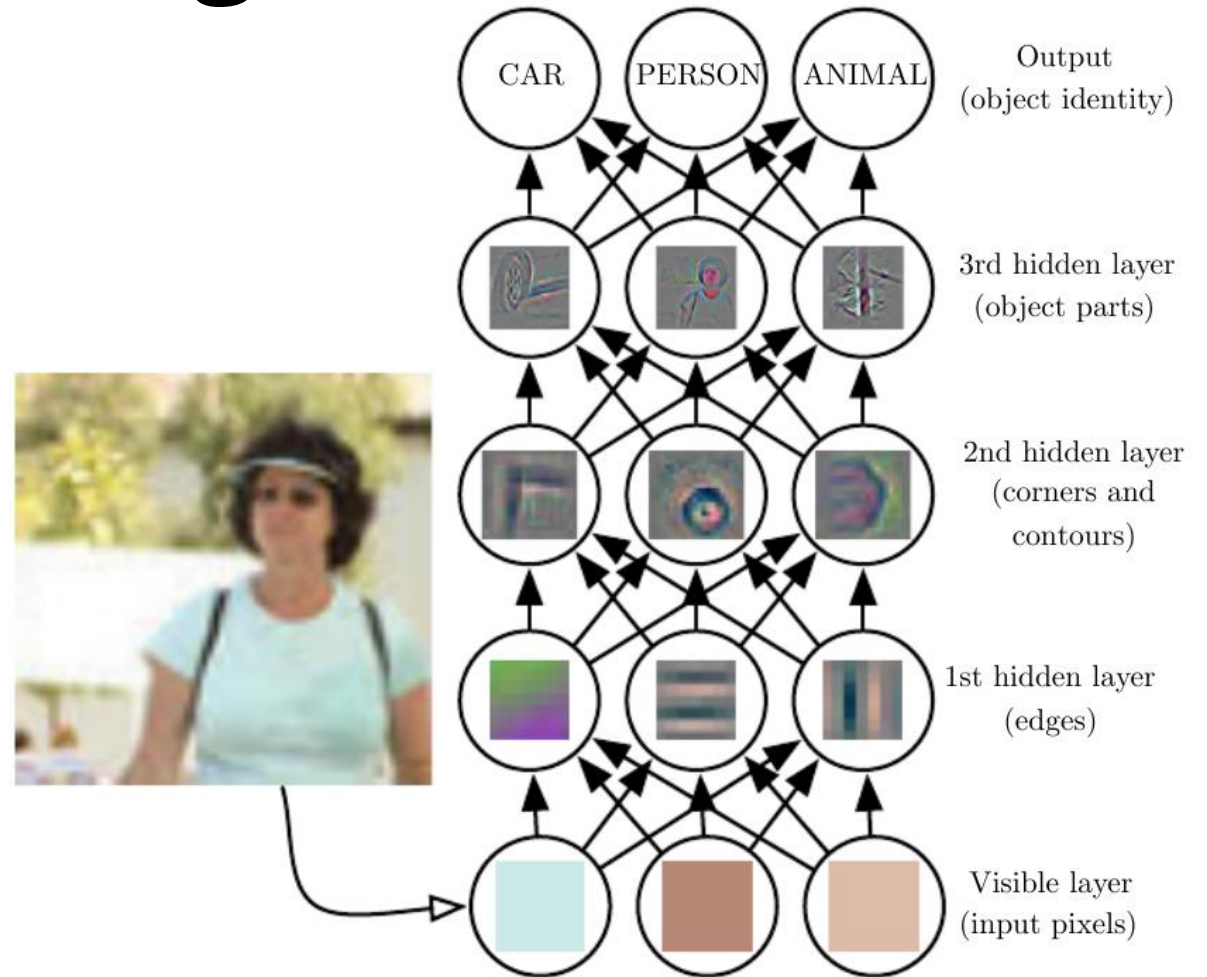 CAR PERSON ANIMAL
Output
(object identity)
3rd hidden layer
(object parts)
2nd hidden layer
(corners and
contours)
1st hidden layer
(edges)
Visible layer
(input pixels)